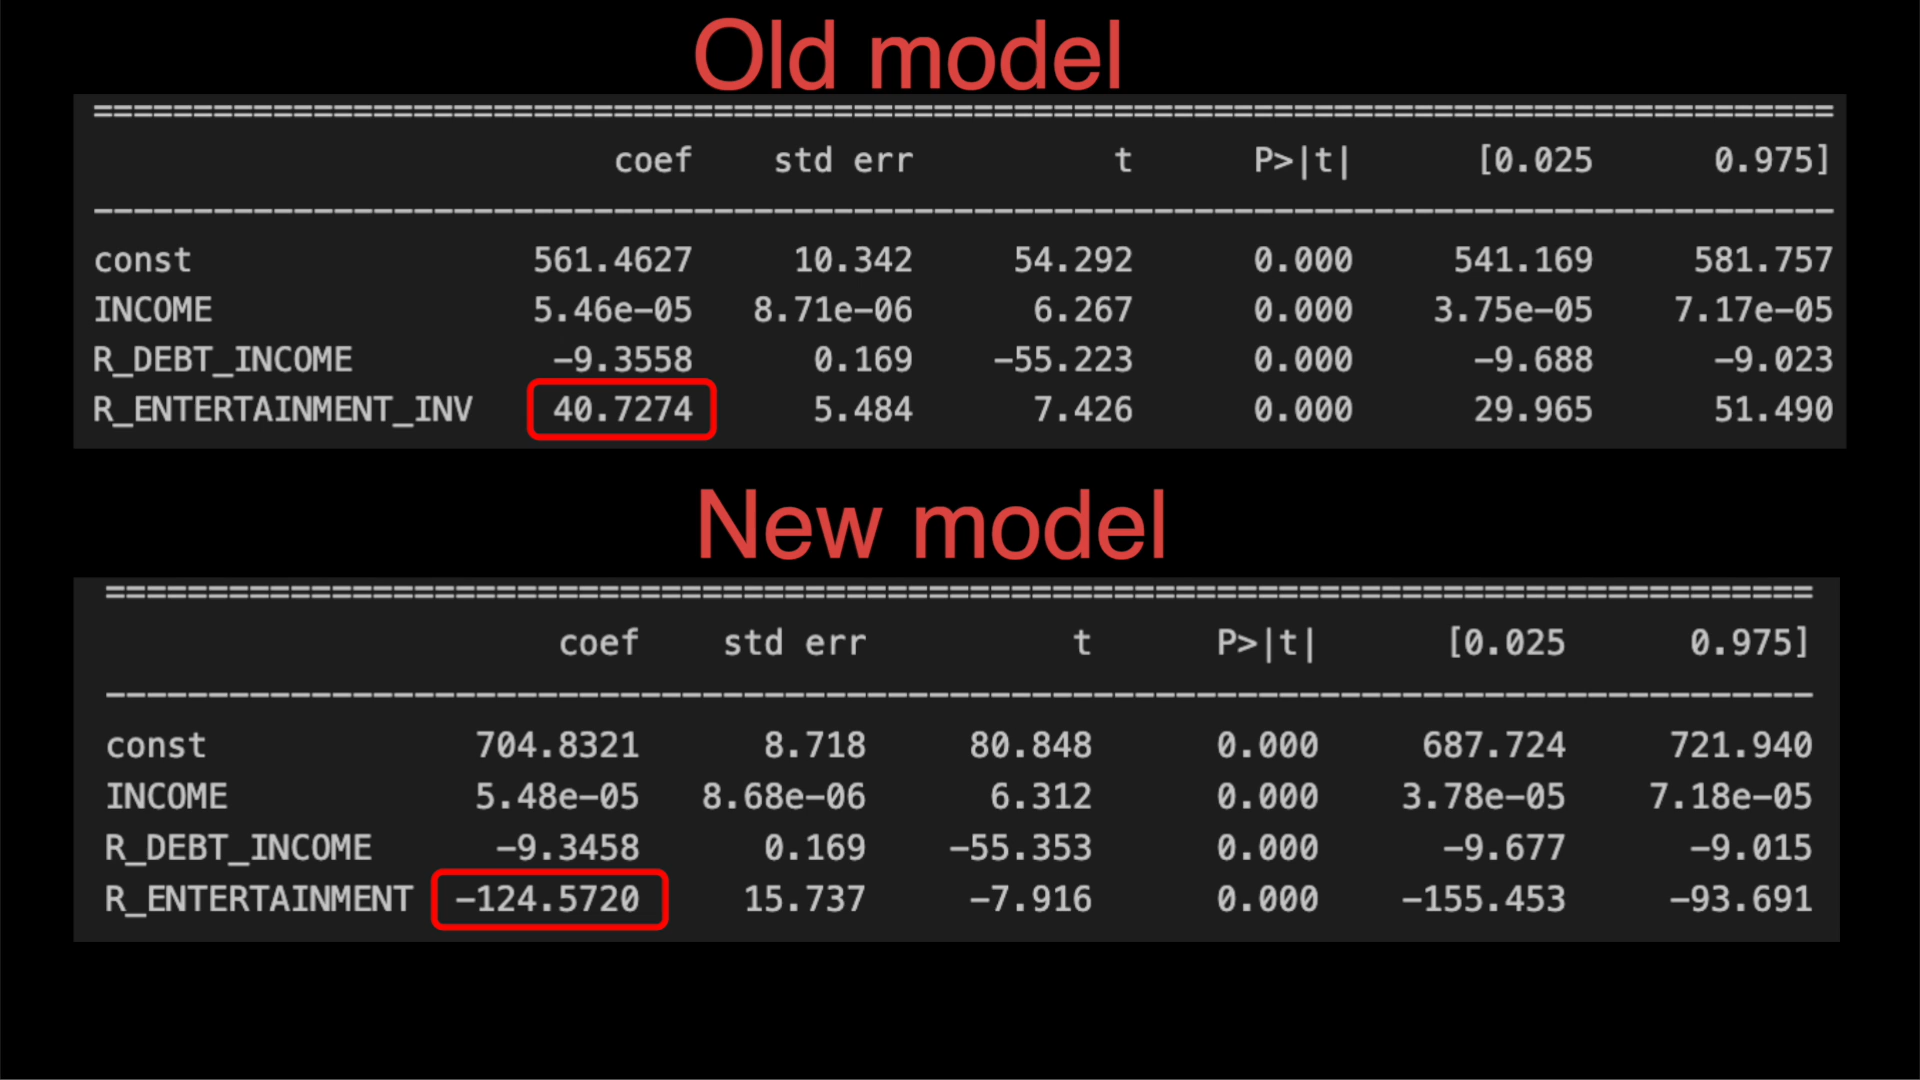 Old model
==============================================================================
coef std err t P>|t| [0.025 0.975]
------------------------------------------------------------------------------
const 561.4627 10.342 54.292 0.000 541.169 581.757
INCOME 5.46e-05 8.71e-06 6.267 0.000 3.75e-05 7.17e-05
R_DEBT_INCOME -9.3558 0.169 -55.223 0.000 -9.688 -9.023
R_ENTERTAINMENT_INV 40.7274 5.484 7.426 0.000 29.965 51.490
New model
==============================================================================
coef std err t P>|t| [0.025 0.975]
------------------------------------------------------------------------------
const 704.8321 8.718 80.848 0.000 687.724 721.940
INCOME 5.48e-05 8.68e-06 6.312 0.000 3.78e-05 7.18e-05
R_DEBT_INCOME -9.3458 0.169 -55.353 0.000 -9.677 -9.015
R_ENTERTAINMENT -124.5720 15.737 -7.916 0.000 -155.453 -93.691